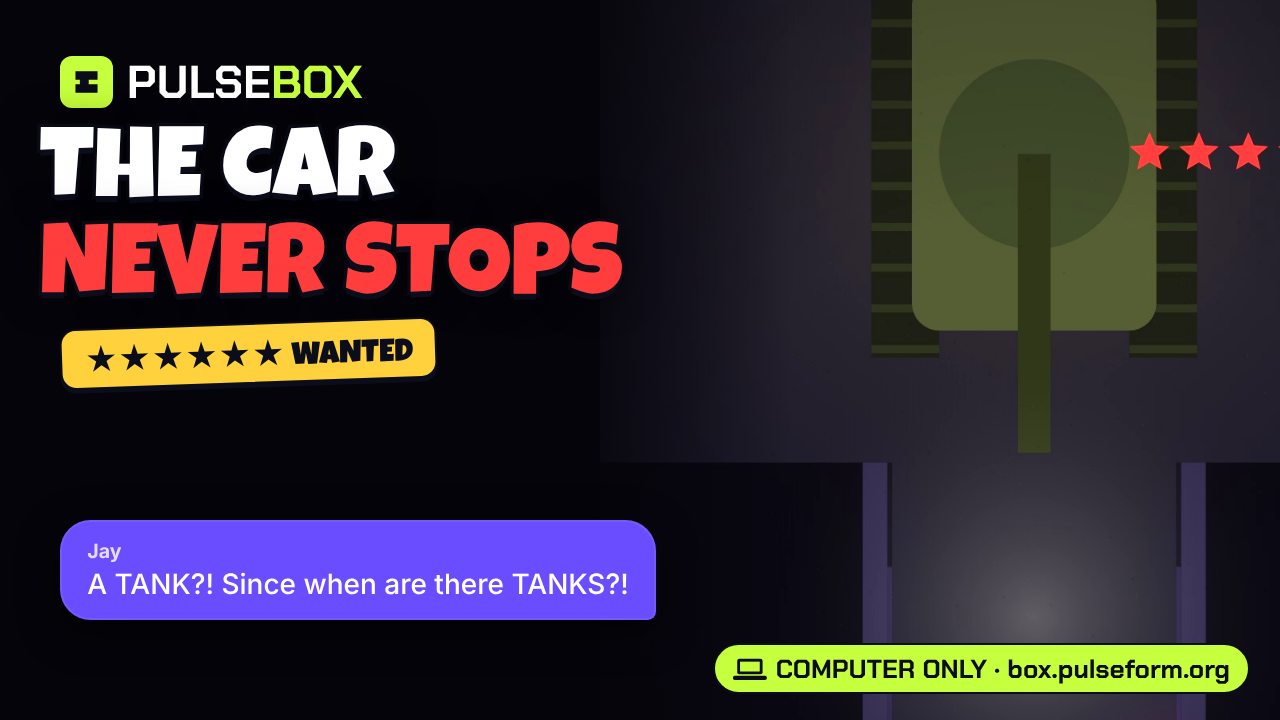 PULSEBOX
THE CAR
NEVER STOPS
★★★★★★ WANTED
Jay
A TANK?! Since when are there TANKS?!
COMPUTER ONLY · box.pulseform.org